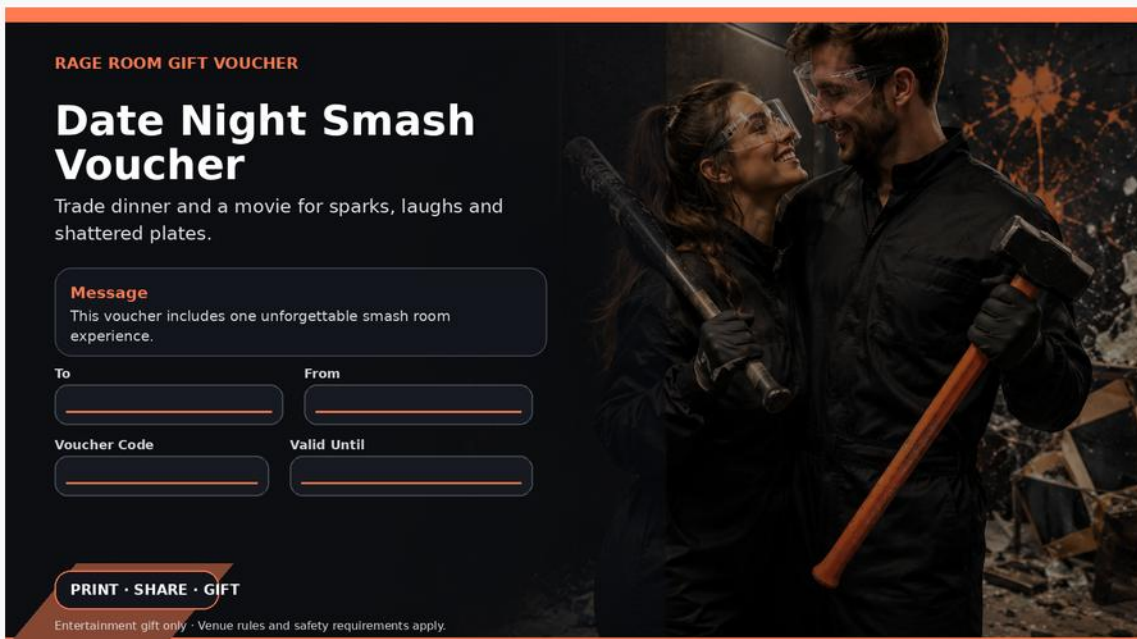 RAGE ROOM GIFT VOUCHER
Date Night Smash
Voucher
Trade dinner and a movie for sparks, laughs and
shattered plates.
Message
This voucher includes one unforgettable smash room
experience.
To From
Voucher Code Valid Until
PRINT · SHARE · GIFT
Entertainment gift only · Venue rules and safety requirements apply.